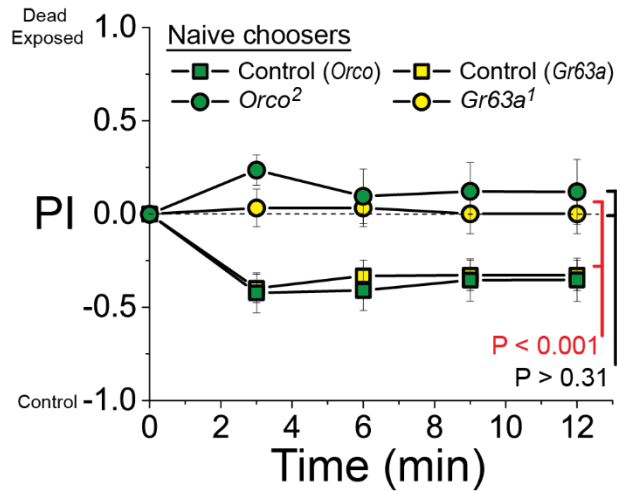 Dead
Exposed
Naive choosers
Control (Orco)
Control (Gr63a)
Orco²
Gr63a¹
1.0
0.5
0.0
-0.5
-1.0
Control
PI
P < 0.001
P > 0.31
0 2 4 6 8 10 12
Time (min)